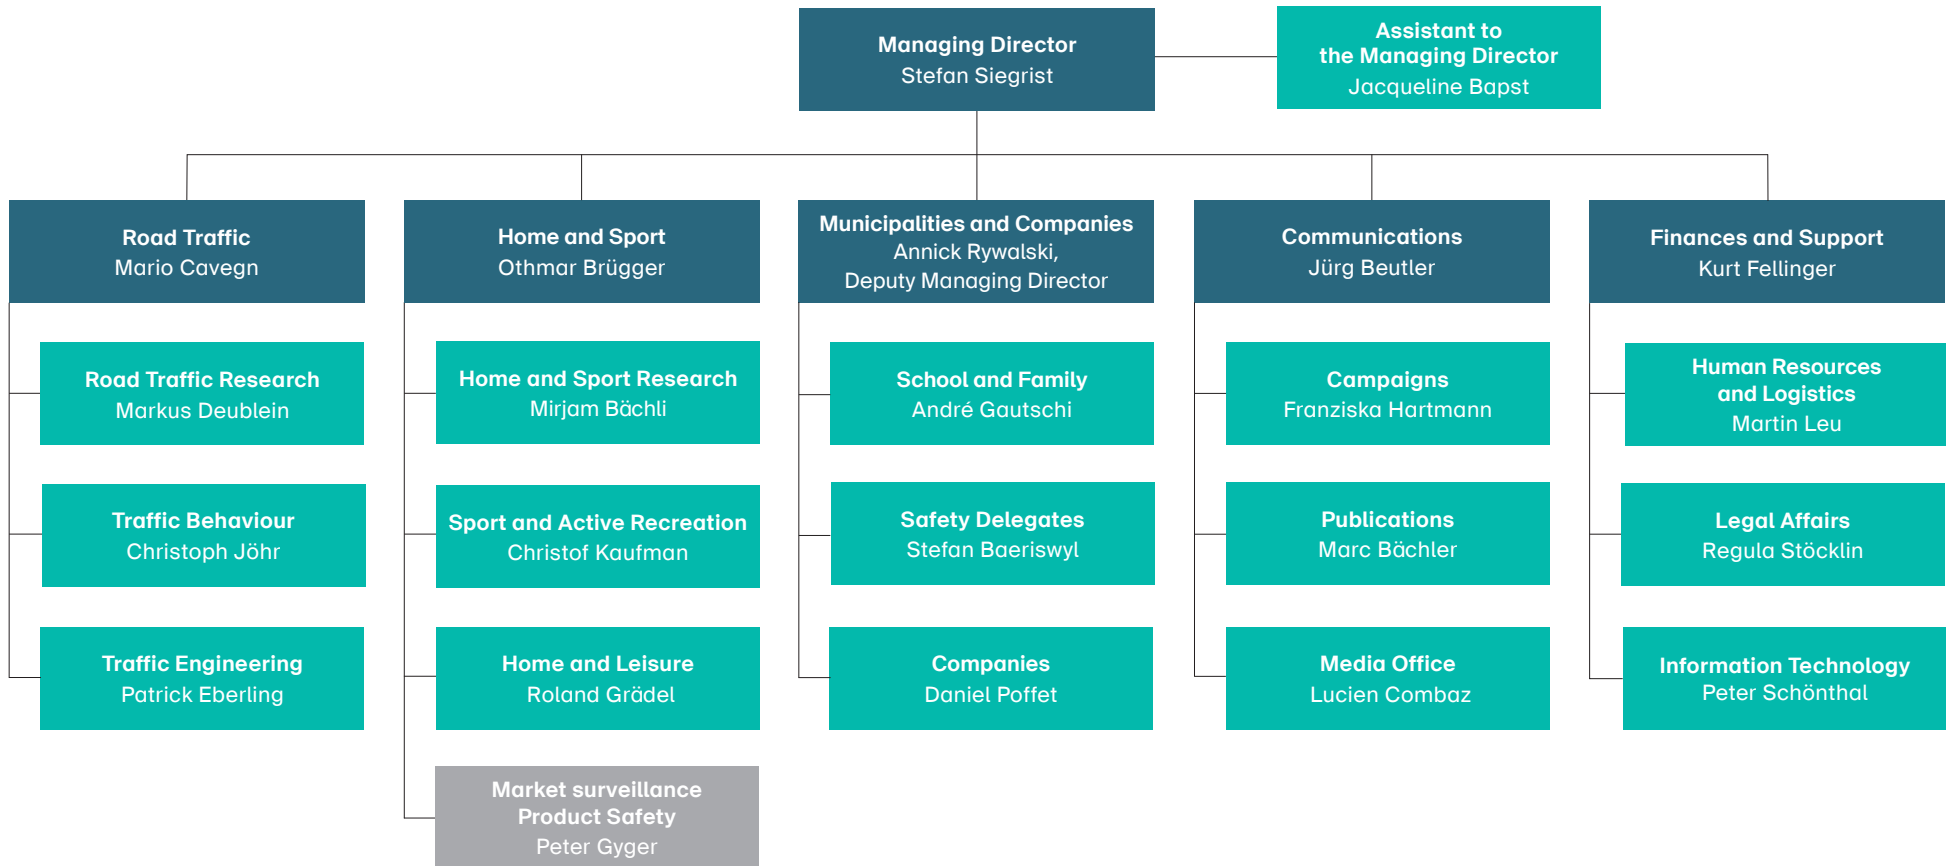 Managing Director
Stefan Siegrist
Assistant to
the Managing Director
Jacqueline Bapst
Road Traffic
Mario Cavegn
Home and Sport
Othmar Brügger
Municipalities and Companies
Annick Rywalski,
Deputy Managing Director
Communications
Jürg Beutler
Finances and Support
Kurt Fellinger
Road Traffic Research
Markus Deublein
Home and Sport Research
Mirjam Bächli
School and Family
André Gautschi
Campaigns
Franziska Hartmann
Human Resources
and Logistics
Martin Leu
Traffic Behaviour
Christoph Jöhr
Sport and Active Recreation
Christof Kaufman
Safety Delegates
Stefan Baeriswyl
Publications
Marc Bächler
Legal Affairs
Regula Stöcklin
Traffic Engineering
Patrick Eberling
Home and Leisure
Roland Grädel
Companies
Daniel Poffet
Media Office
Lucien Combaz
Information Technology
Peter Schönthal
Market surveillance
Product Safety
Peter Gyger